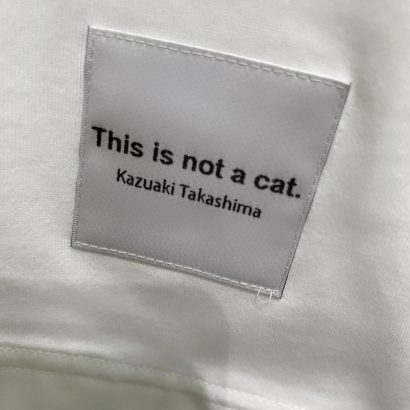 This is not a cat.
Kazuaki Takashima